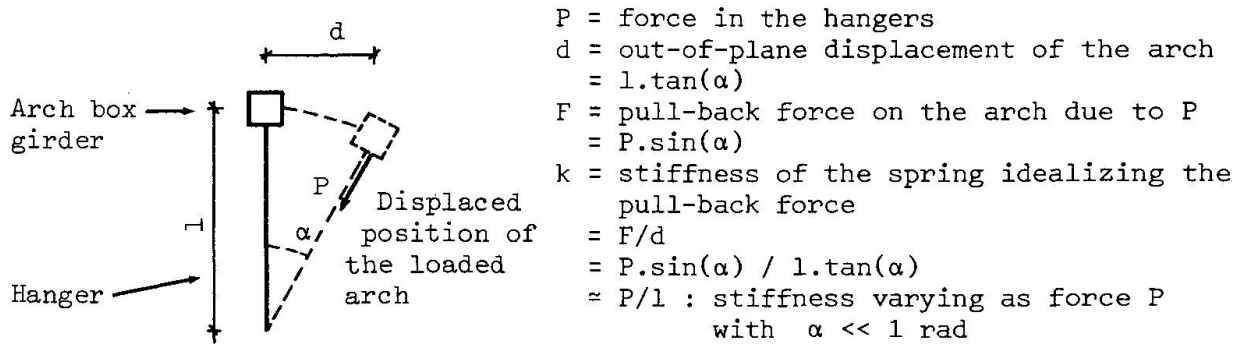 d
Arch box
girder
l
P
α
Displaced
position of
the loaded
arch
Hanger
P = force in the hangers
d = out-of-plane displacement of the arch
= l.tan(α)
F = pull-back force on the arch due to P
= P.sin(α)
k = stiffness of the spring idealizing the
pull-back force
= F/d
= P.sin(α) / l.tan(α)
≃ P/l : stiffness varying as force P
with α << 1 rad